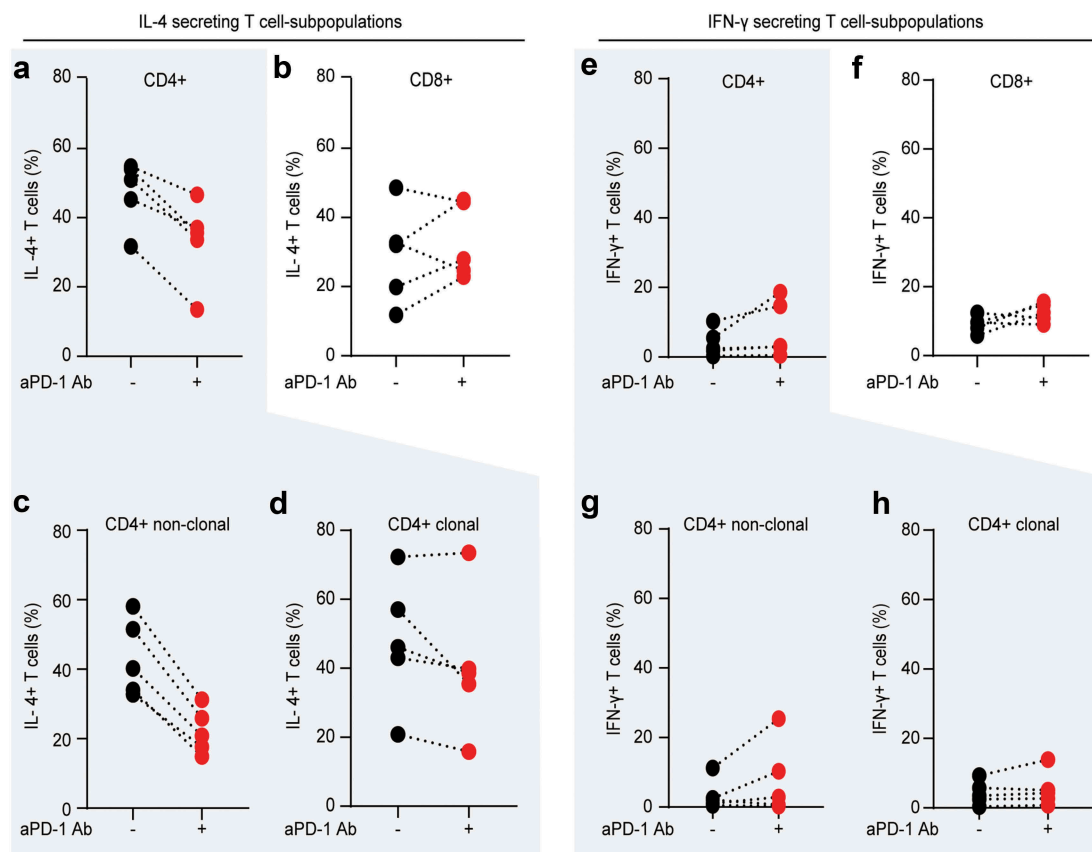 IL-4 secreting T cell-subpopulations
IFN-γ secreting T cell-subpopulations
a
CD4+
IL -4+ T cells (%)
80
60
40
20
0
aPD-1 Ab - +
b
CD8+
IL- 4+ T cells (%)
80
60
40
20
0
aPD-1 Ab - +
e
CD4+
IFN-γ+ T cells (%)
80
60
40
20
0
aPD-1 Ab - +
f
CD8+
IFN-γ+ T cells (%)
80
60
40
20
0
aPD-1 Ab - +
c
CD4+ non-clonal
IL- 4+ T cells (%)
80
60
40
20
0
aPD-1 Ab - +
d
CD4+ clonal
IL- 4+ T cells (%)
80
60
40
20
0
aPD-1 Ab - +
g
CD4+ non-clonal
IFN-γ+ T cells (%)
80
60
40
20
0
aPD-1 Ab - +
h
CD4+ clonal
IFN-γ+ T cells (%)
80
60
40
20
0
aPD-1 Ab - +